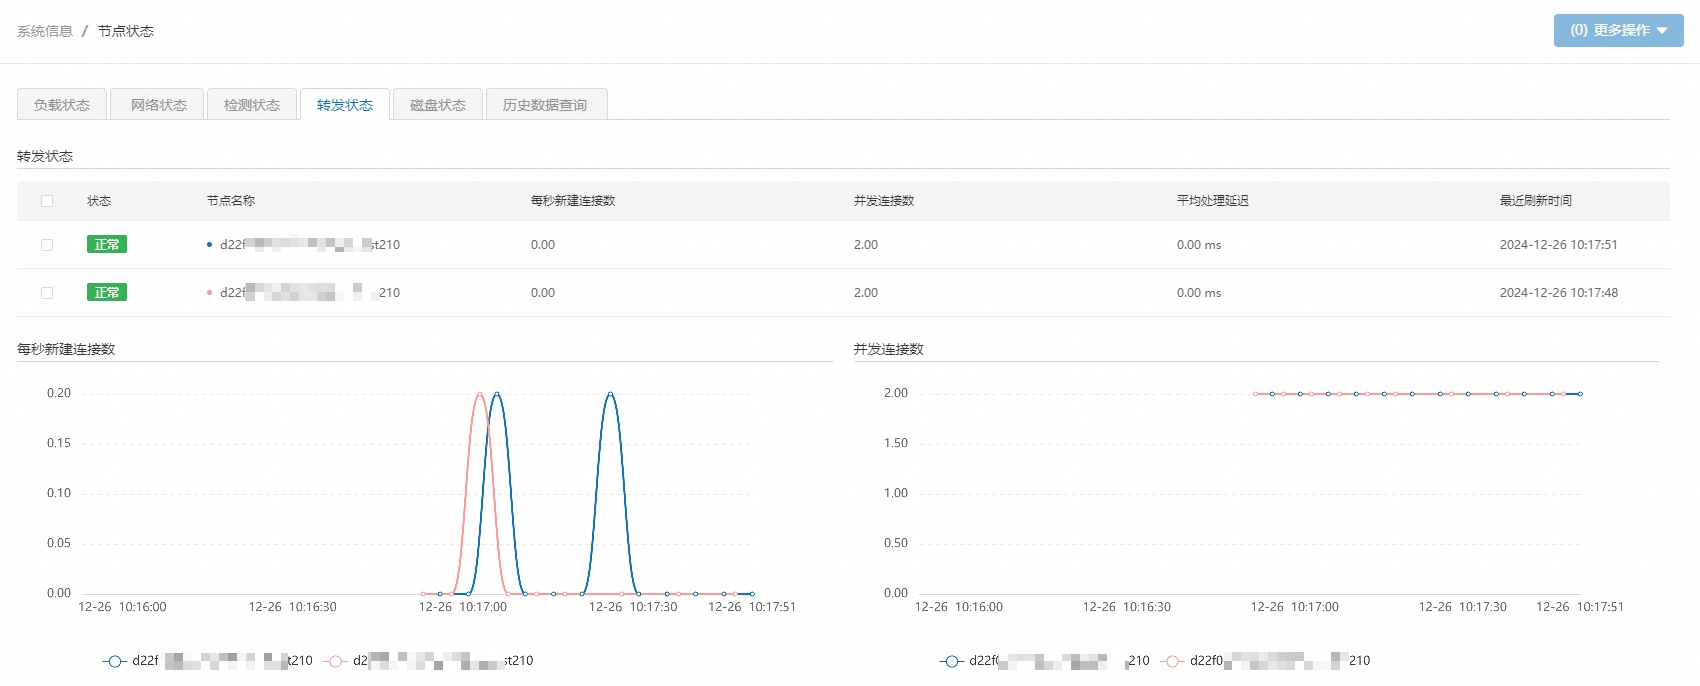 系统信息 / 节点状态
(0) 更多操作
负载状态 网络状态 检测状态 转发状态 磁盘状态 历史数据查询
转发状态
状态 节点名称 每秒新建连接数 并发连接数 平均处理延迟 最近刷新时间
正常 d22f st210 0.00 2.00 0.00 ms 2024-12-26 10:17:51
正常 d22f 210 0.00 2.00 0.00 ms 2024-12-26 10:17:48
每秒新建连接数
0.20
0.15
0.10
0.05
0.00
12-26 10:16:00 12-26 10:16:30 12-26 10:17:00 12-26 10:17:30 12-26 10:17:51
d22f t210 d2 st210
并发连接数
2.00
1.50
1.00
0.50
0.00
12-26 10:16:00 12-26 10:16:30 12-26 10:17:00 12-26 10:17:30 12-26 10:17:51
d22f 210 d22f0 210